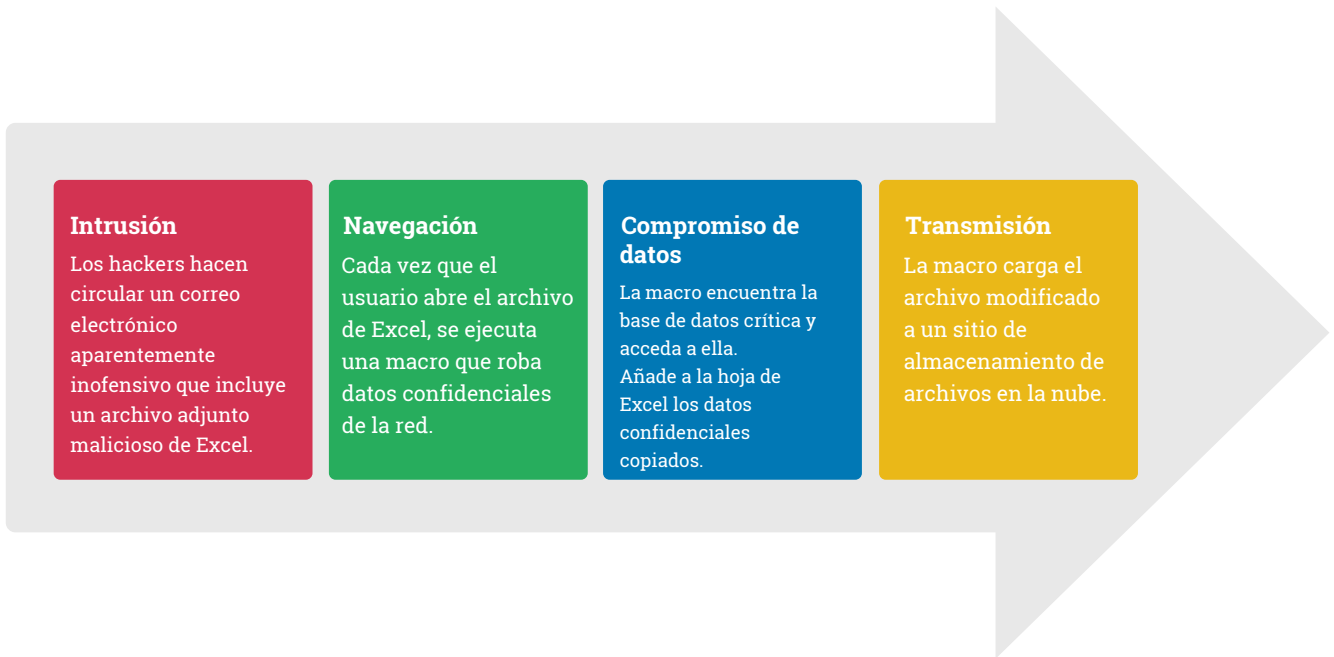 Intrusión
Los hackers hacen
circular un correo
electrónico
aparentemente
inofensivo que incluye
un archivo adjunto
malicioso de Excel.
Navegación
Cada vez que el
usuario abre el archivo
de Excel, se ejecuta
una macro que roba
datos confidenciales
de la red.
Compromiso de
datos
La macro encuentra la
base de datos crítica y
acceda a ella.
Añade a la hoja de
Excel los datos
confidenciales
copiados.
Transmisión
La macro carga el
archivo modificado
a un sitio de
almacenamiento de
archivos en la nube.